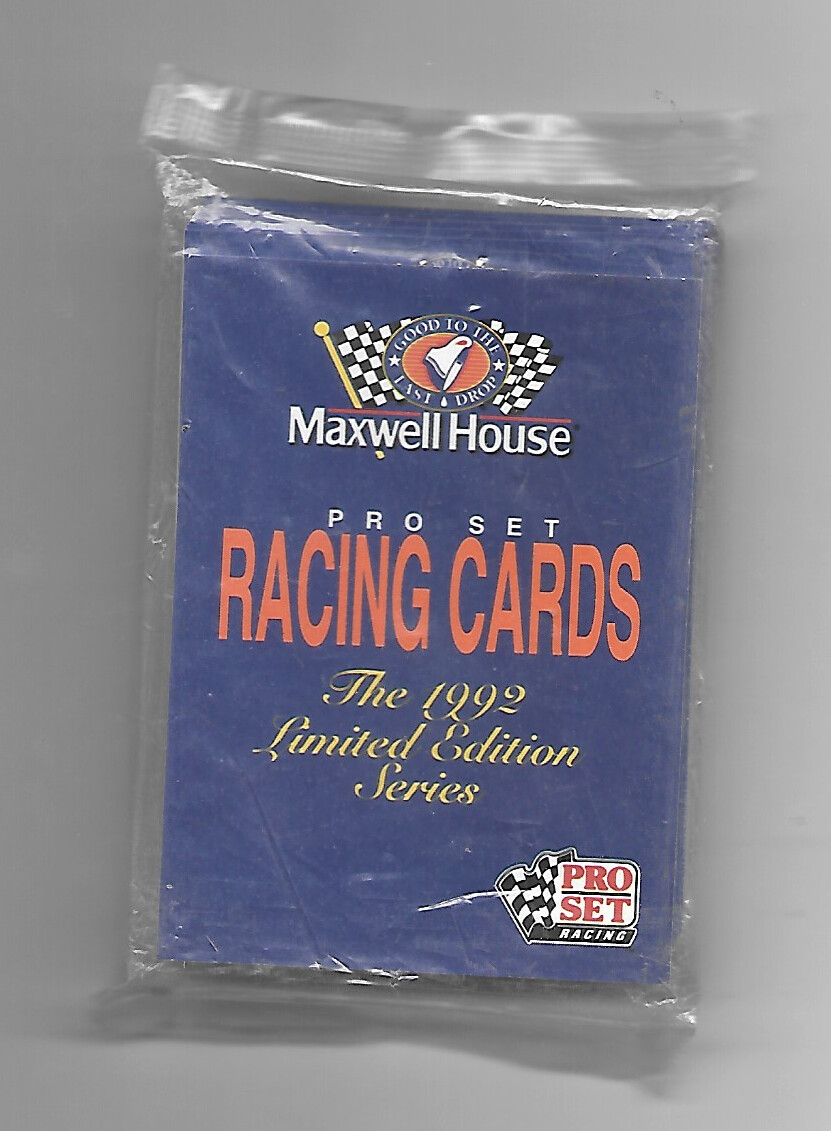 GOOD TO THE
LAST DROP
Maxwell House
PRO SET
RACING CARDS
The 1992
Limited Edition
Series
PRO
SET
RACING